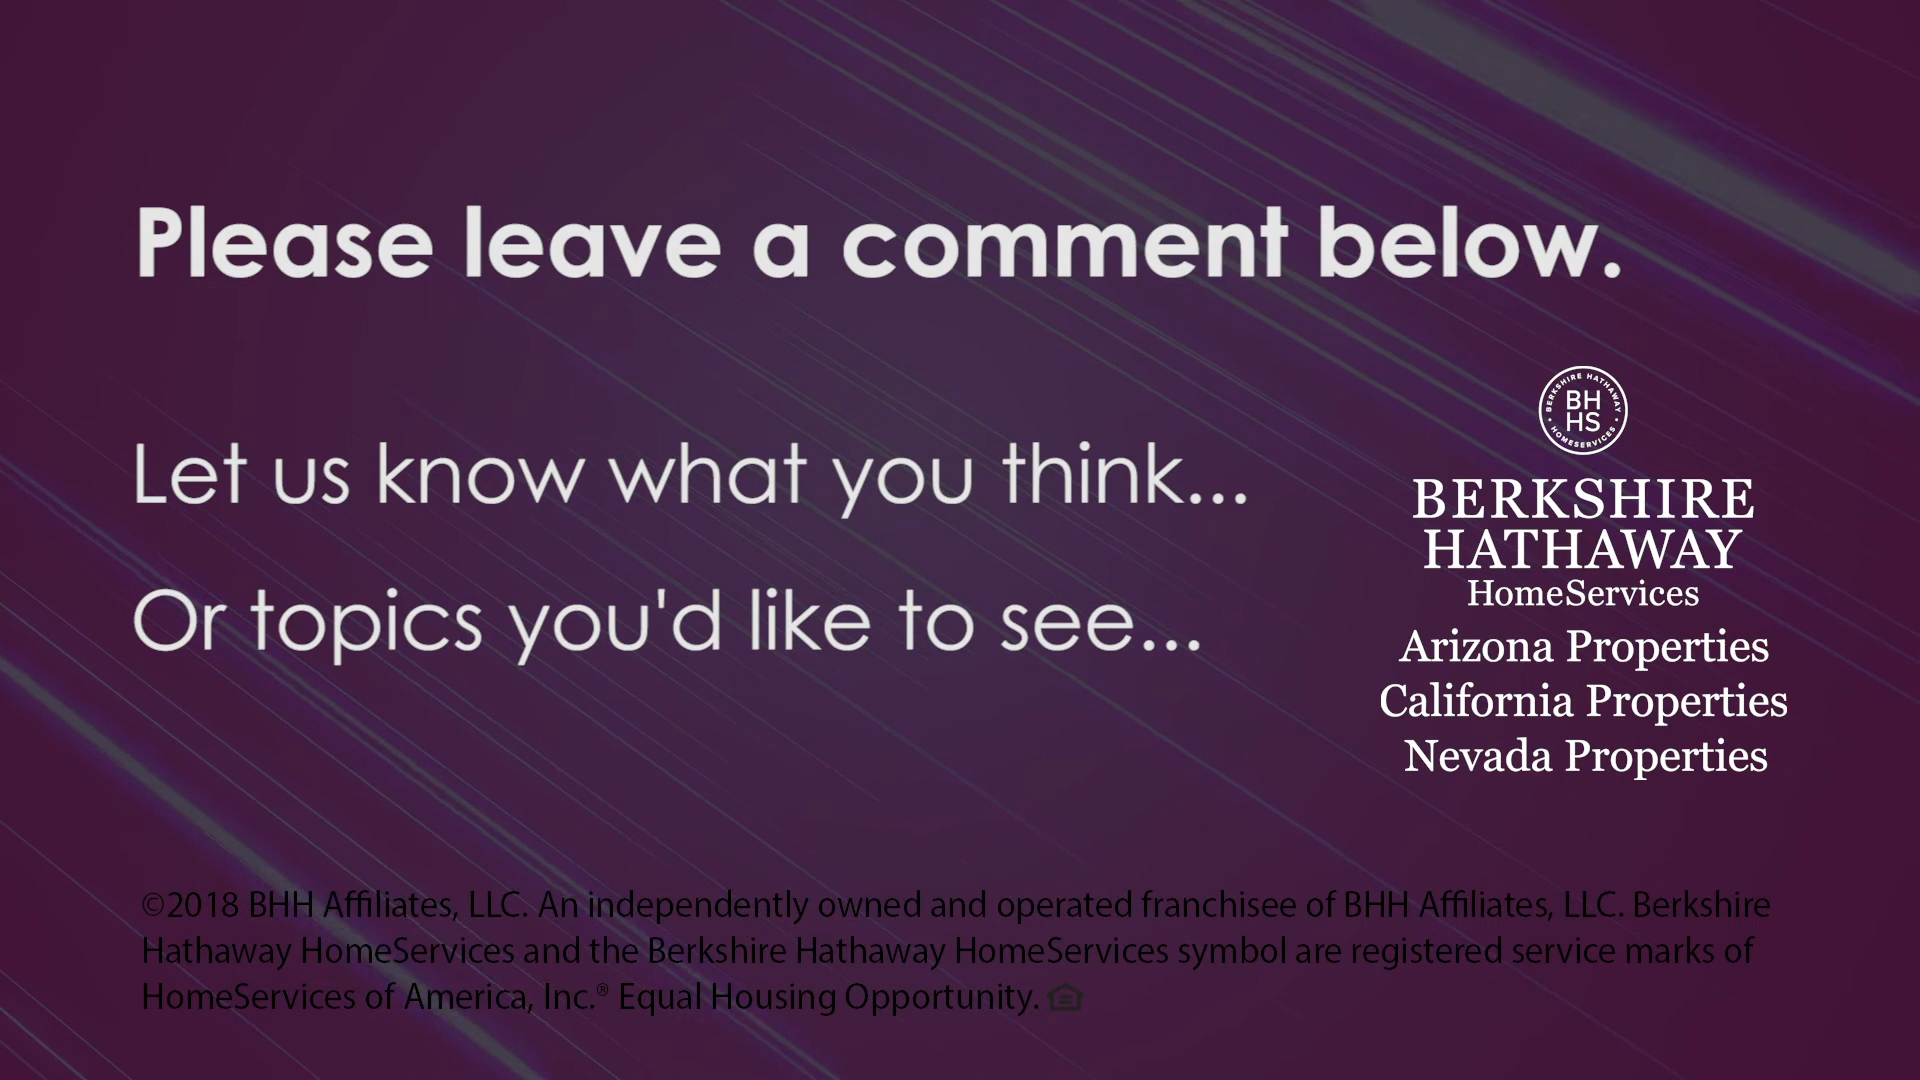 Please leave a comment below.
Let us know what you think...
Or topics you'd like to see...
BERKSHIRE HATHAWAY
BH
HS
HOMESERVICES
BERKSHIRE
HATHAWAY
HomeServices
Arizona Properties
California Properties
Nevada Properties
©2018 BHH Affiliates, LLC. An independently owned and operated franchisee of BHH Affiliates, LLC. Berkshire
Hathaway HomeServices and the Berkshire Hathaway HomeServices symbol are registered service marks of
HomeServices of America, Inc.® Equal Housing Opportunity.